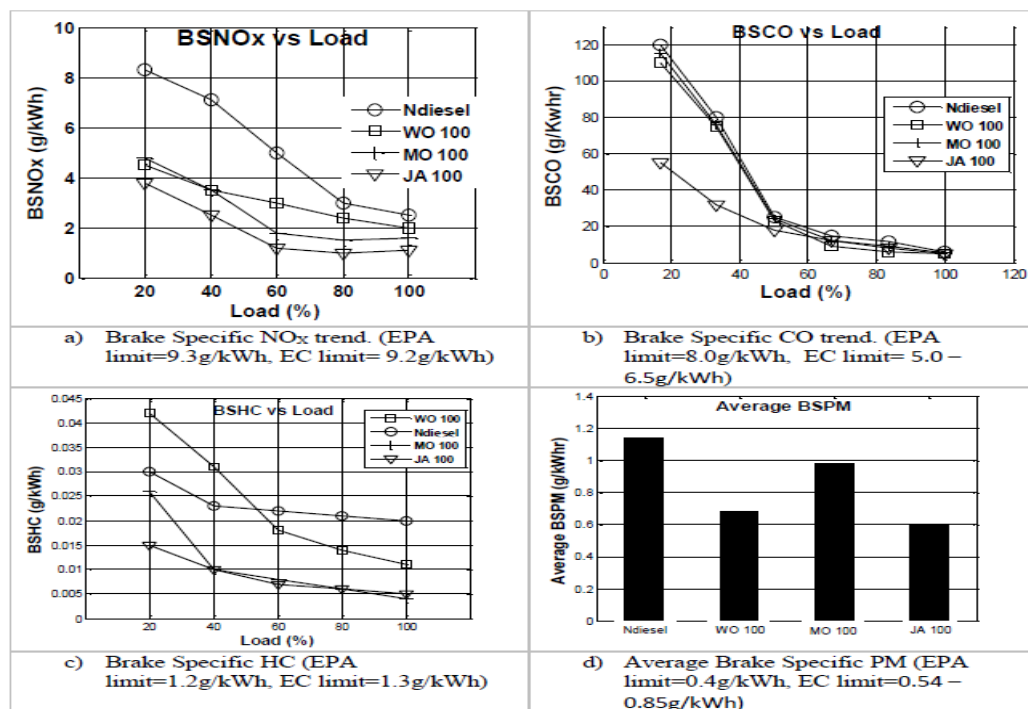 BSNOx vs Load
10
8
6
4
2
0
BSNOx (g/kWh)
Ndiesel
WO 100
MO 100
JA 100
20 40 60 80 100
Load (%)
a) Brake Specific NOx trend. (EPA
limit=9.3g/kWh, EC limit= 9.2g/kWh)
BSCO vs Load
120
100
80
60
40
20
0
BSCO (g/Kwhr)
Ndiesel
WO 100
MO 100
JA 100
0 20 40 60 80 100 120
Load (%)
b) Brake Specific CO trend. (EPA
limit=8.0g/kWh, EC limit= 5.0 –
6.5g/kWh)
BSHC vs Load
0.045
0.04
0.035
0.03
0.025
0.02
0.015
0.01
0.005
0
BSHC (g/kWh)
WO 100
Ndiesel
MO 100
JA 100
20 40 60 80 100
Load (%)
c) Brake Specific HC (EPA
limit=1.2g/kWh, EC limit=1.3g/kWh)
Average BSPM
1.4
1.2
1
0.8
0.6
0.4
0.2
0
Average BSPM (g/kWhr)
Ndiesel WO 100 MO 100 JA 100
d) Average Brake Specific PM (EPA
limit=0.4g/kWh, EC limit=0.54 –
0.85g/kWh)